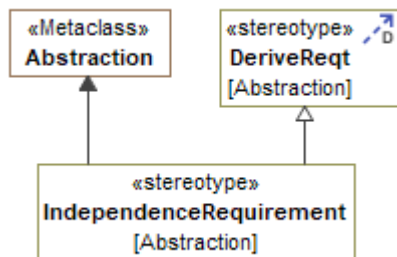 «Metaclass»
Abstraction
«stereotype»
D
DeriveReqt
[Abstraction]
«stereotype»
IndependenceRequirement
[Abstraction]